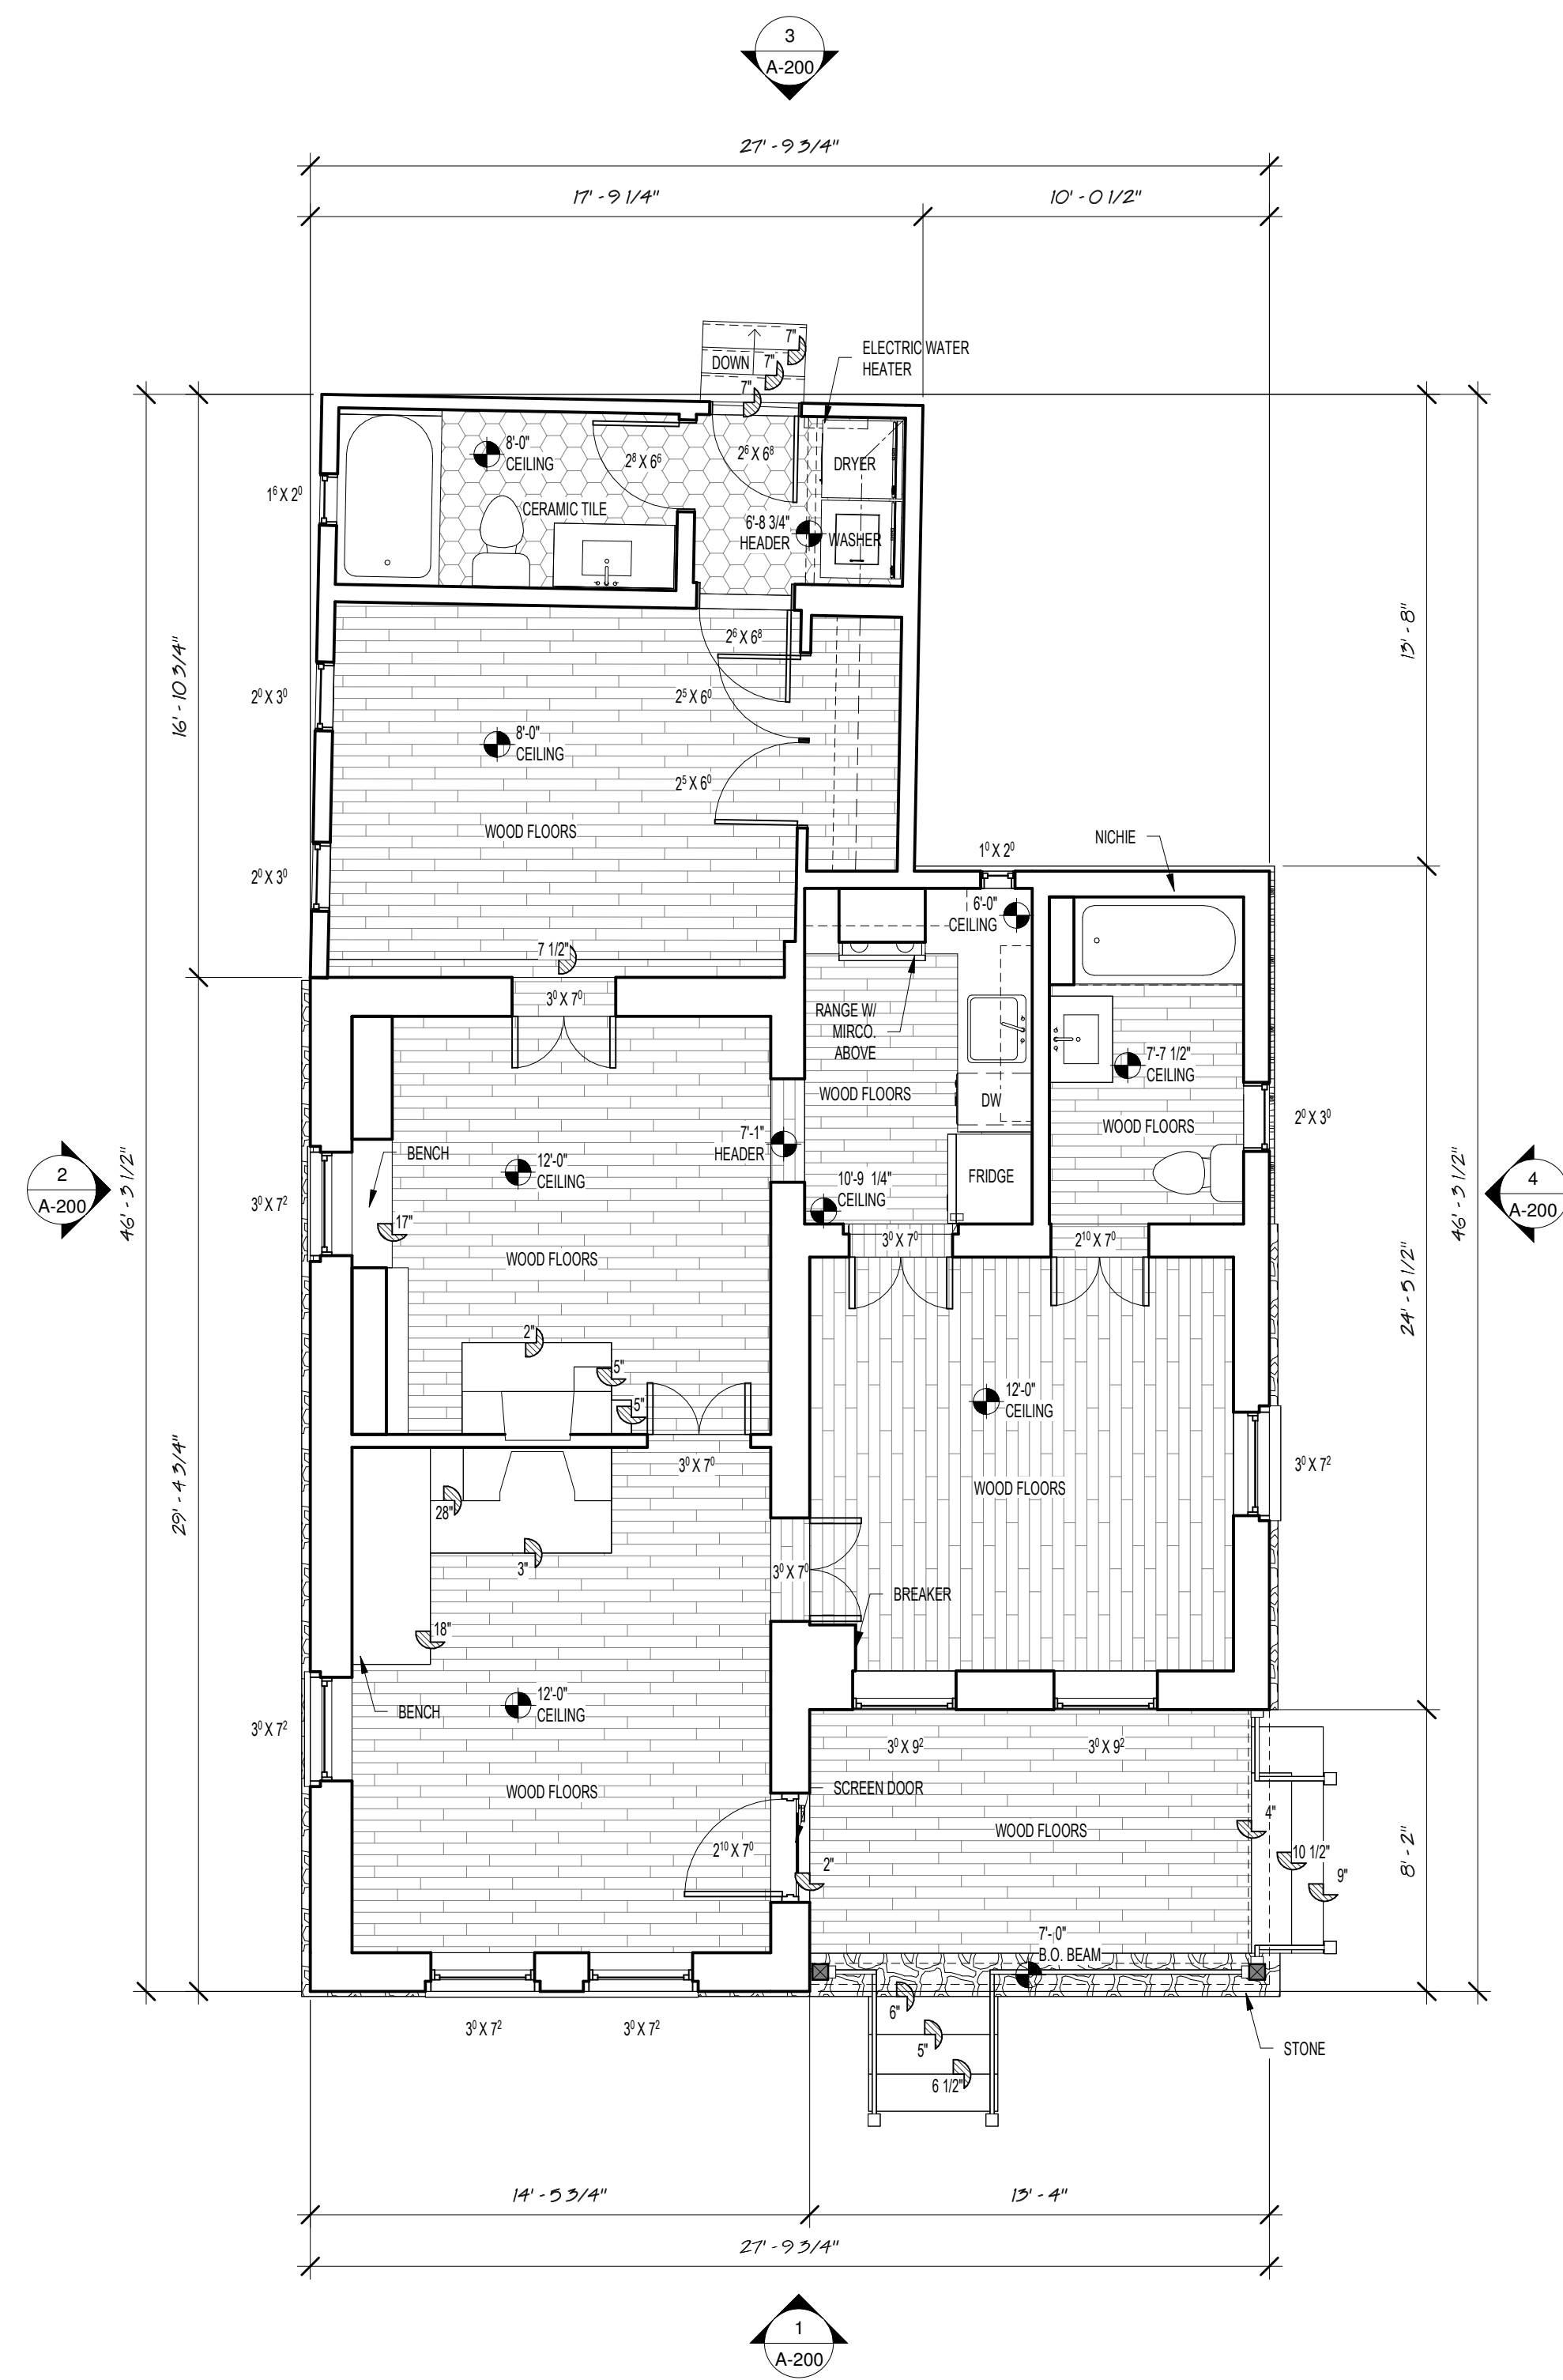 3
A-200
27' - 9 3/4"
17' - 9 1/4"
10' - 0 1/2"
ELECTRIC WATER
HEATER
7"
DOWN
7"
7"
8'-0"
CEILING
2⁸ X 6⁶
2⁶ X 6⁸
DRYER
1⁶ X 2⁰
CERAMIC TILE
6'-8 3/4"
HEADER
WASHER
2⁶ X 6⁸
13' - 8"
16' - 10 3/4"
2⁰ X 3⁰
2⁵ X 6⁰
8'-0"
CEILING
2⁵ X 6⁰
WOOD FLOORS
NICHIE
1⁰ X 2⁰
2⁰ X 3⁰
6'-0"
CEILING
7 1/2"
3⁰ X 7⁰
RANGE W/
MIRCO.
ABOVE
7'-7 1/2"
CEILING
WOOD FLOORS
DW
WOOD FLOORS
2⁰ X 3⁰
7'-1"
HEADER
BENCH
12'-0"
CEILING
2
A-200
46' - 3 1/2"
3⁰ X 7²
17"
10'-9 1/4"
CEILING
FRIDGE
46' - 3 1/2"
4
A-200
WOOD FLOORS
3⁰ X 7⁰
2¹⁰ X 7⁰
24' - 5 1/2"
2"
5"
5"
12'-0"
CEILING
3⁰ X 7⁰
3⁰ X 7²
WOOD FLOORS
29' - 4 3/4"
28"
3"
3⁰ X 7⁰
BREAKER
18"
12'-0"
CEILING
BENCH
3⁰ X 7²
3⁰ X 9²
3⁰ X 9²
SCREEN DOOR
WOOD FLOORS
WOOD FLOORS
4"
10 1/2"
9"
8' - 2"
2¹⁰ X 7⁰
2"
7'-0"
B.O. BEAM
6"
5"
6 1/2"
3⁰ X 7²
3⁰ X 7²
STONE
14' - 5 3/4"
13' - 4"
27' - 9 3/4"
1
A-200